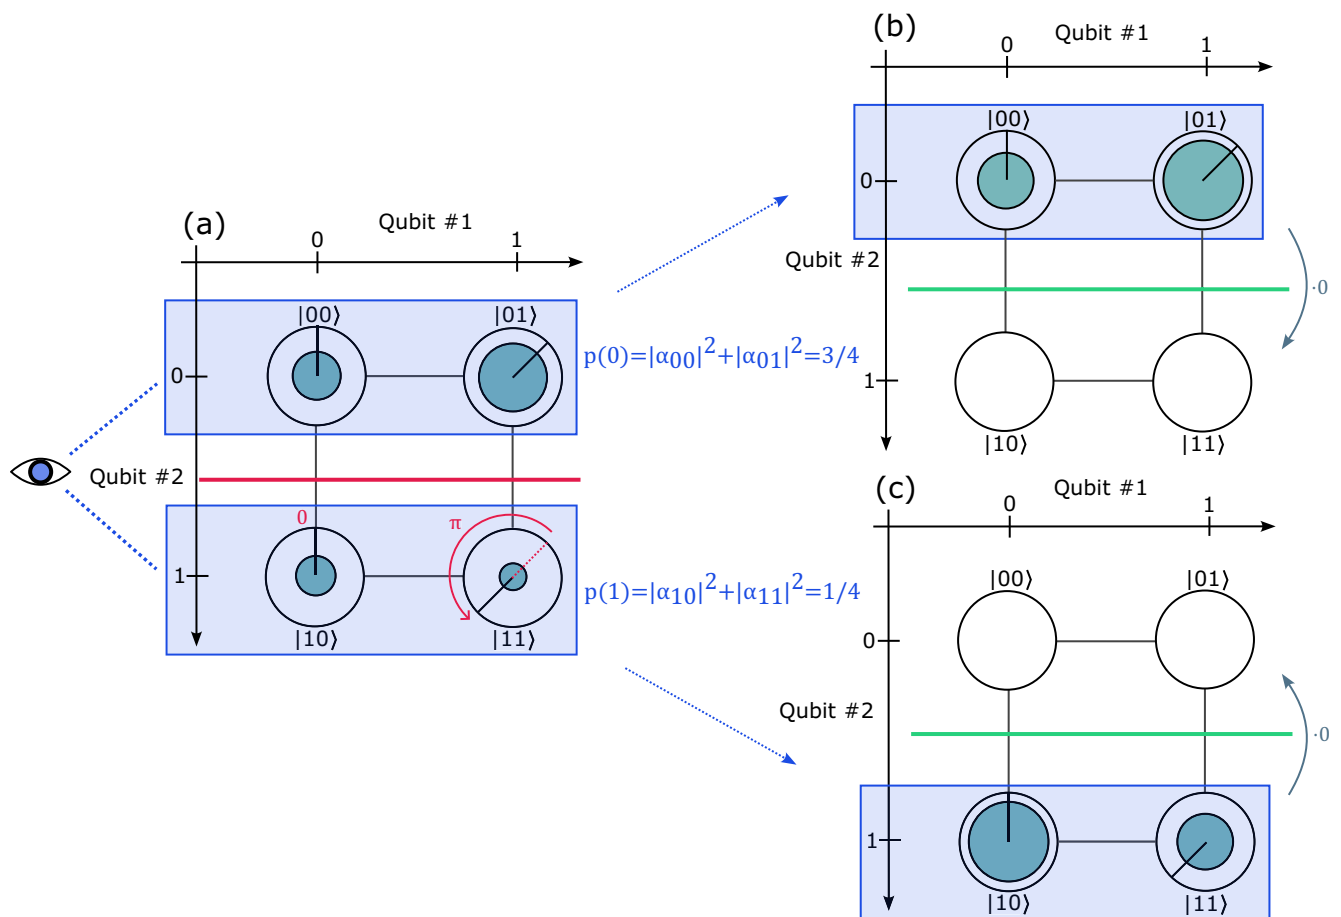 (a)
Qubit #1
0 1
|00⟩ |01⟩
0
Qubit #2
0 π
1
|10⟩ |11⟩
p(0)=|α₀₀|²+|α₀₁|²=3/4
p(1)=|α₁₀|²+|α₁₁|²=1/4
(b)
Qubit #1
0 1
|00⟩ |01⟩
0
Qubit #2
·0
1
|10⟩ |11⟩
(c)
Qubit #1
0 1
|00⟩ |01⟩
0
Qubit #2
·0
1
|10⟩ |11⟩